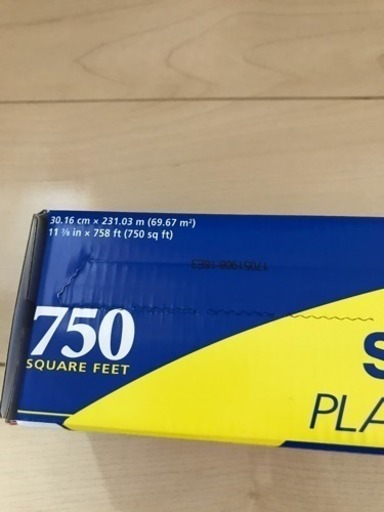 30.16 cm × 231.03 m (69.67 m²)
11 ⅞ in × 758 ft (750 sq ft)
750
SQUARE FEET
S
PLA